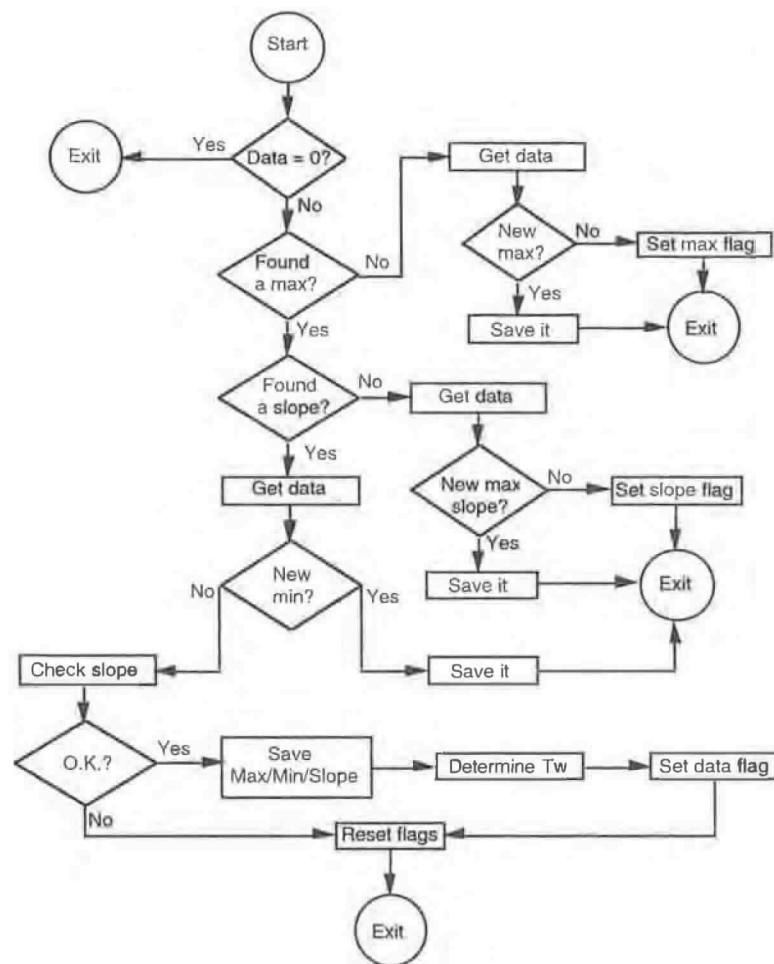 Start
Exit
Yes
Data = 0?
No
Get data
Found
a max?
No
New
max?
No
Set max flag
Yes
Yes
Save it
Exit
Found
a slope?
No
Get data
Yes
Get data
New max
slope?
No
Set slope flag
Yes
New
min?
No
Yes
Save it
Exit
Check slope
Save it
O.K.?
Yes
Save
Max/Min/Slope
Determine Tw
Set data flag
No
Reset flags
Exit